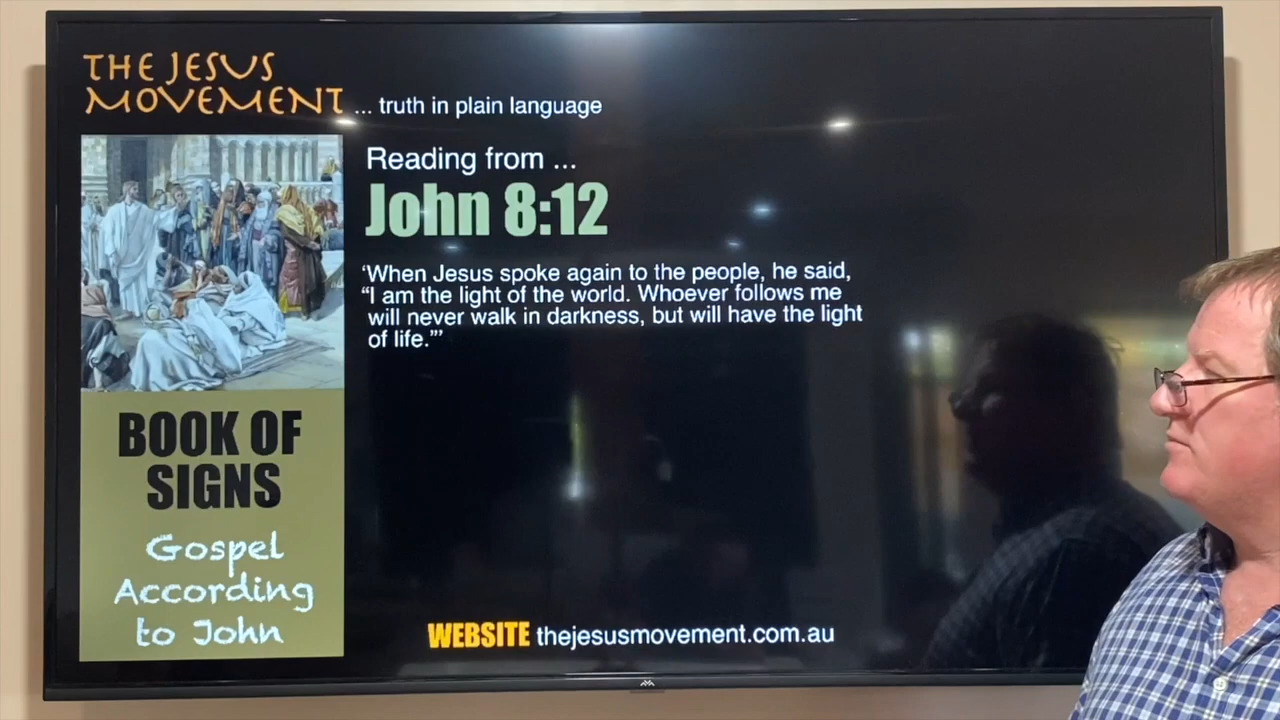 THE JESUS
MOVEMENT ... truth in plain language
Reading from ...
John 8:12
‘When Jesus spoke again to the people, he said,
“I am the light of the world. Whoever follows me
will never walk in darkness, but will have the light
of life.”’
BOOK OF
SIGNS
Gospel
According
to John
WEBSITE thejesusmovement.com.au